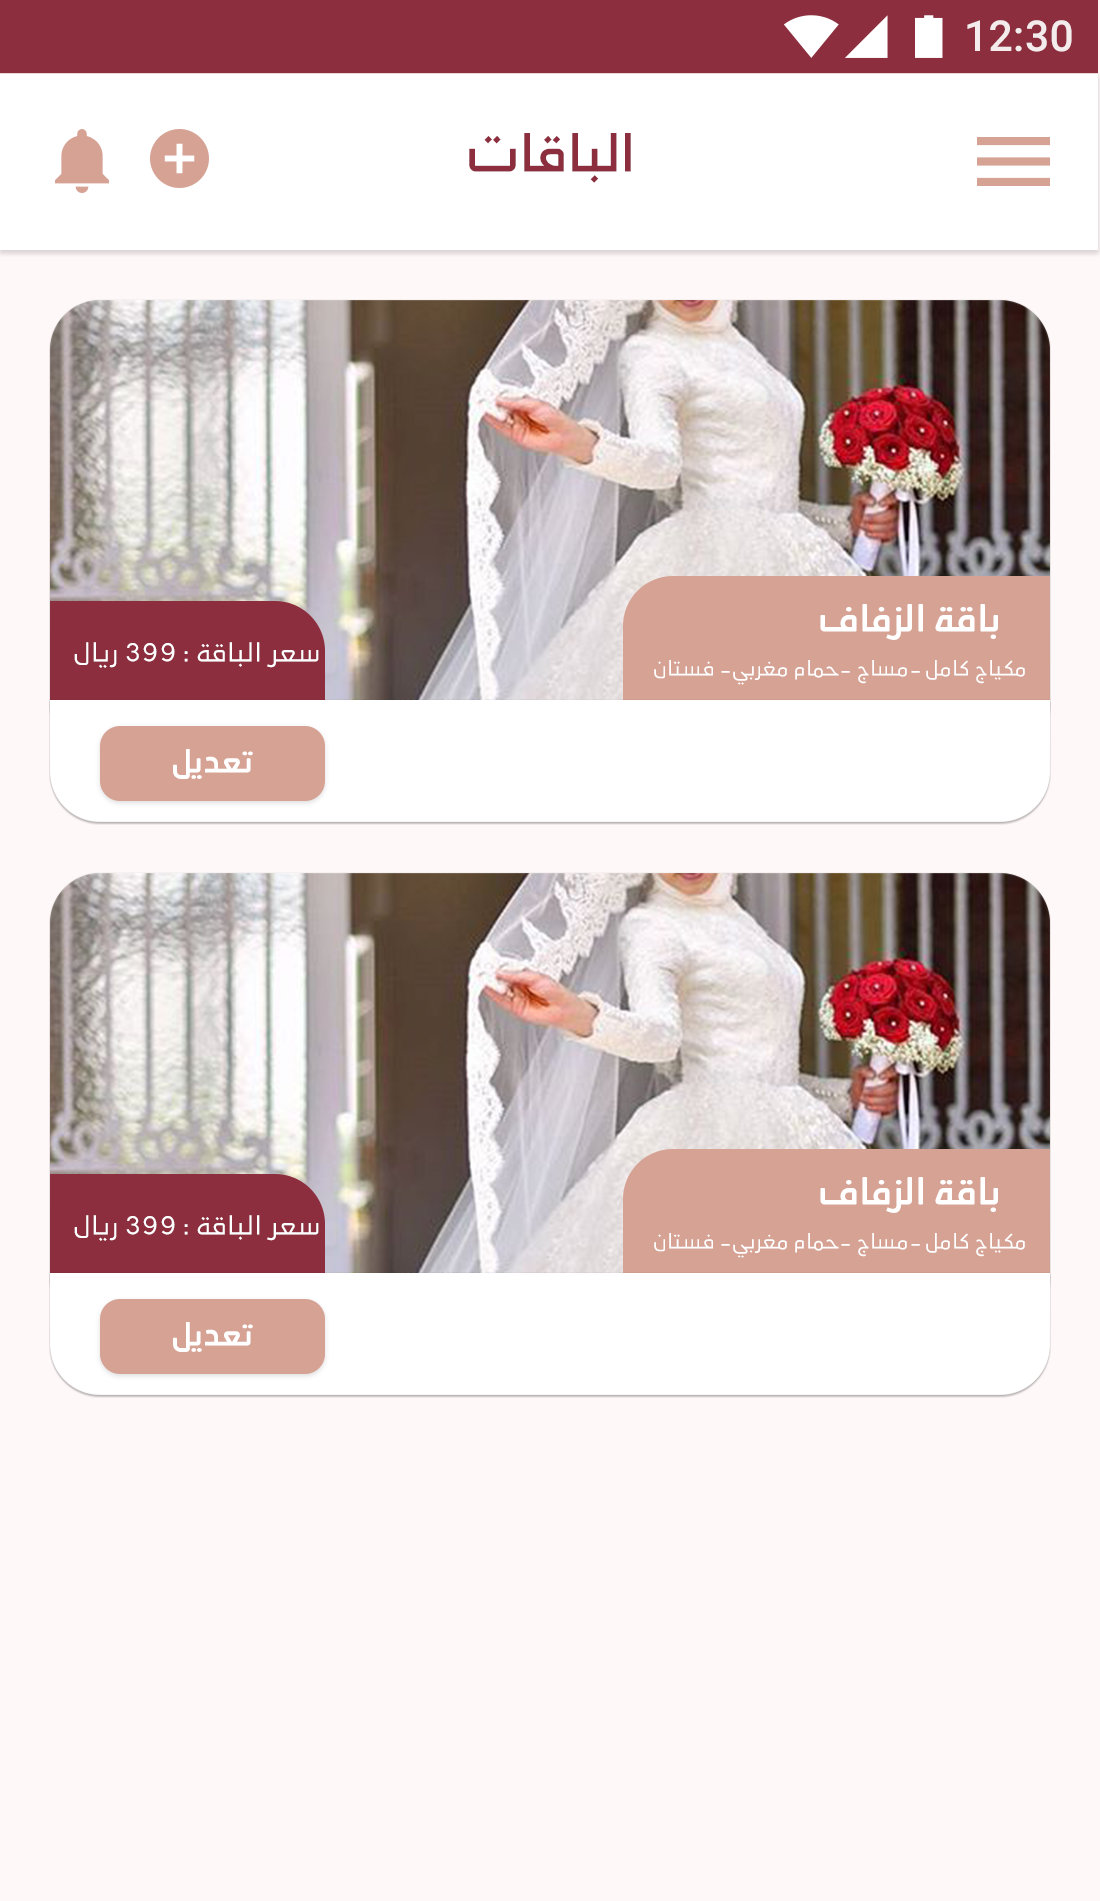 12:30
الباقات
باقة الزفاف
مكياج كامل -مساج -حمام مغربي- فستان
سعر الباقة : 399 ريال
تعديل
باقة الزفاف
مكياج كامل -مساج -حمام مغربي- فستان
سعر الباقة : 399 ريال
تعديل